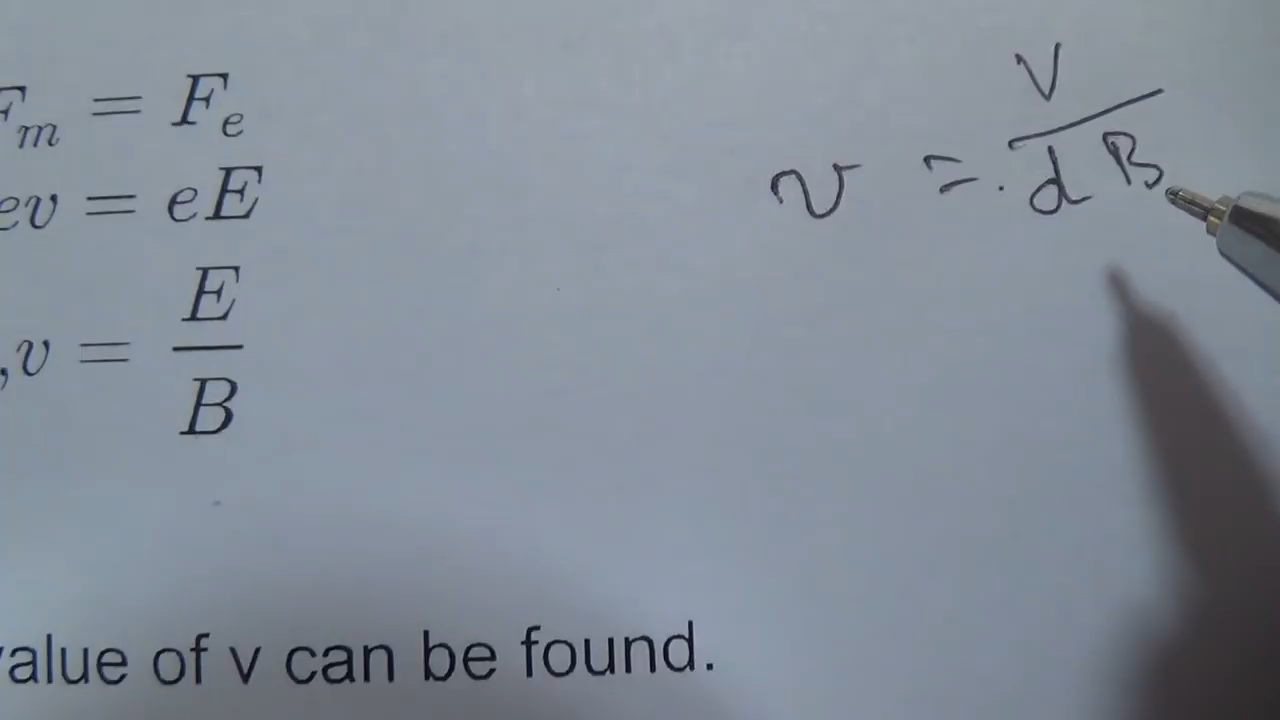 F_m = F_e
ev = eE
,v = E/B
value of v can be found.
v = V/dB